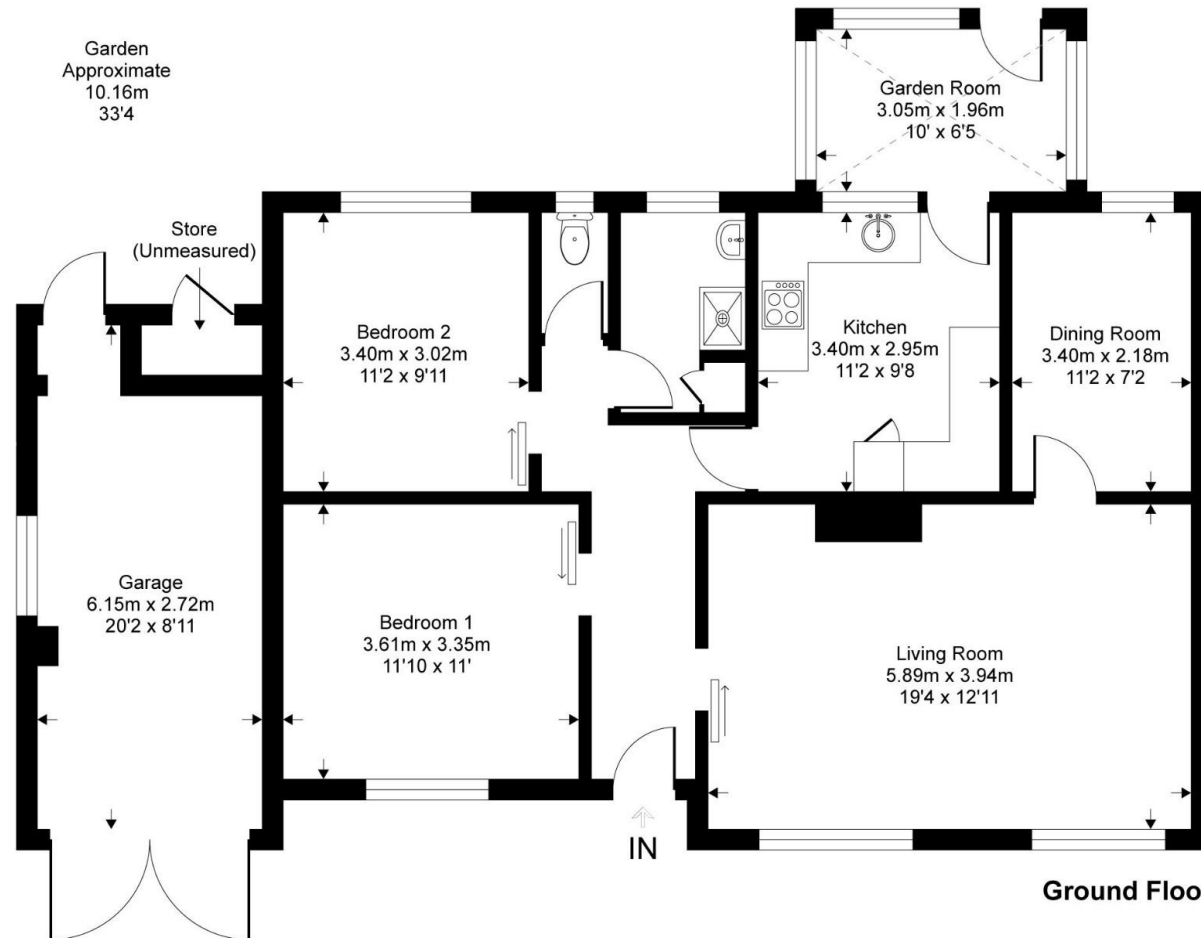 Garden
Approximate
10.16m
33'4
Garden Room
3.05m x 1.96m
10' x 6'5
Store
(Unmeasured)
Bedroom 2
3.40m x 3.02m
11'2 x 9'11
Kitchen
3.40m x 2.95m
11'2 x 9'8
Dining Room
3.40m x 2.18m
11'2 x 7'2
Garage
6.15m x 2.72m
20'2 x 8'11
Bedroom 1
3.61m x 3.35m
11'10 x 11'
Living Room
5.89m x 3.94m
19'4 x 12'11
IN
Ground Floo